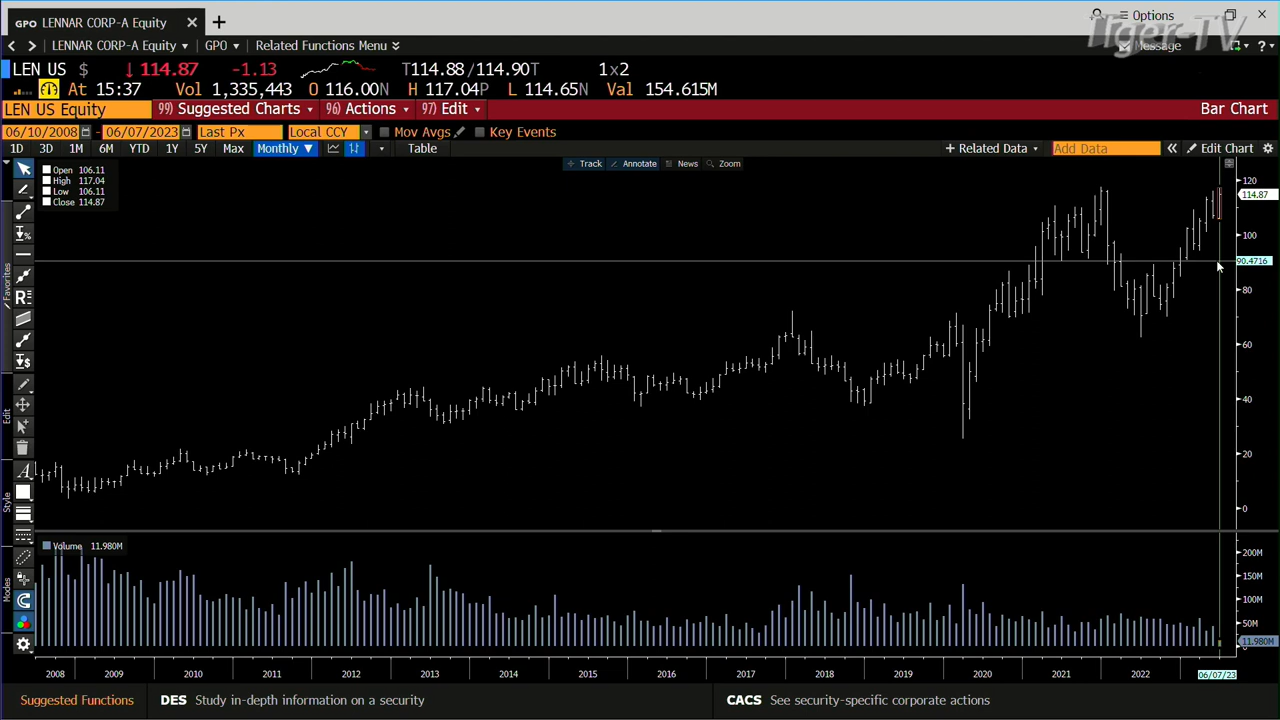 GPO LENNAR CORP-A Equity × +
Options
Tiger-TV
< > LENNAR CORP-A Equity GPO Related Functions Menu
Message
LEN US $ ↓114.87 -1.13 T114.88/114.90T 1x2
At 15:37 Vol 1,335,443 O 116.00N H 117.04P L 114.65N Val 154.615M
LEN US Equity 99) Suggested Charts 96) Actions 97) Edit Bar Chart
06/10/2008 - 06/07/2023 Last Px Local CCY Mov Avgs Key Events
1D 3D 1M 6M YTD 1Y 5Y Max Monthly ▼ Table + Related Data Add Data « Edit Chart
Track Annotate News Zoom
Open 106.11
High 117.04
Low 106.11
Close 114.87
120
114.87
100
90.4716
80
60
40
20
0
Favorites
Edit
Style
Modes
Volume 11.980M
200M
150M
100M
50M
11.980M
0
2008 2009 2010 2011 2012 2013 2014 2015 2016 2017 2018 2019 2020 2021 2022 06/07/23
Suggested Functions DES Study in-depth information on a security CACS See security-specific corporate actions